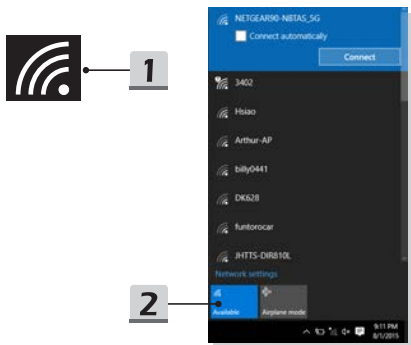 1
NETGEAR90-NBTAS_5G
Connect automatically
Connect
3402
Hsiao
Arthur-AP
billy0441
DK628
funtorocar
JHTTS-DIR810L
Network settings
2
Available
Airplane mode
9:11 PM
8/1/2015